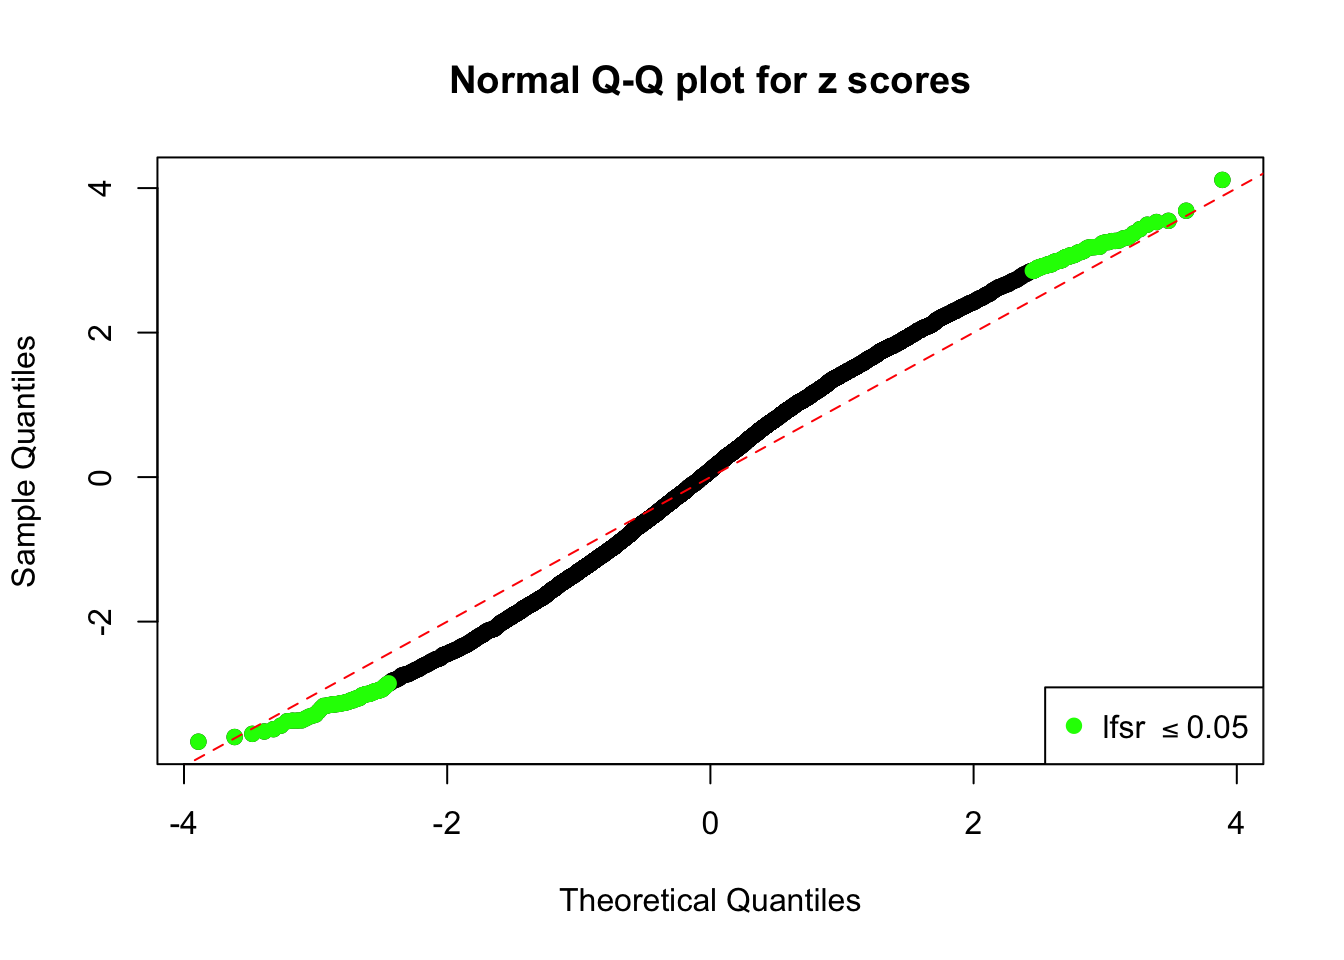 Normal Q-Q plot for z scores
Sample Quantiles
4
2
0
-2
-4
-2
0
2
4
Theoretical Quantiles
lfsr ≤ 0.05